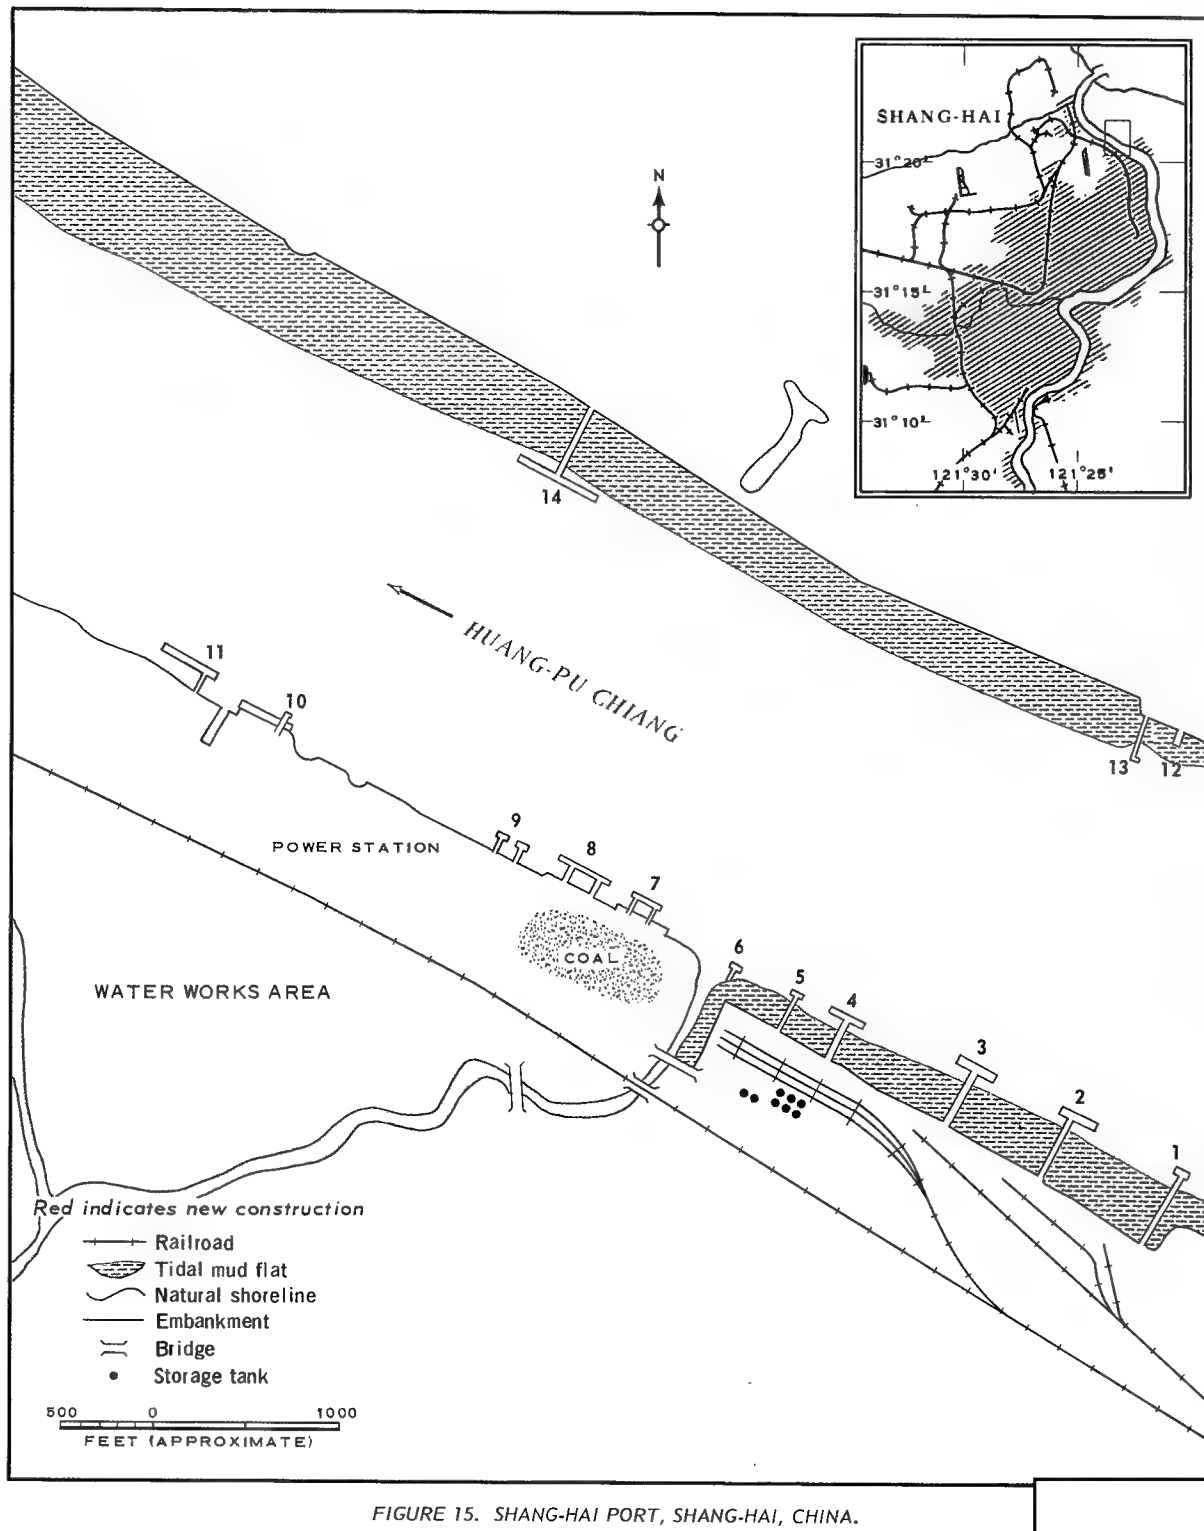 SHANG-HAI
31°20'
31°15'
31°10'
121°30' 121°25'
N
14
HUANG-PU CHIANG
11
10
13 12
9
8
7
POWER STATION
COAL
6
5
4
3
2
1
WATER WORKS AREA
Red indicates new construction
Railroad
Tidal mud flat
Natural shoreline
Embankment
Bridge
Storage tank
500 0 1000
FEET (APPROXIMATE)
FIGURE 15. SHANG-HAI PORT, SHANG-HAI, CHINA.